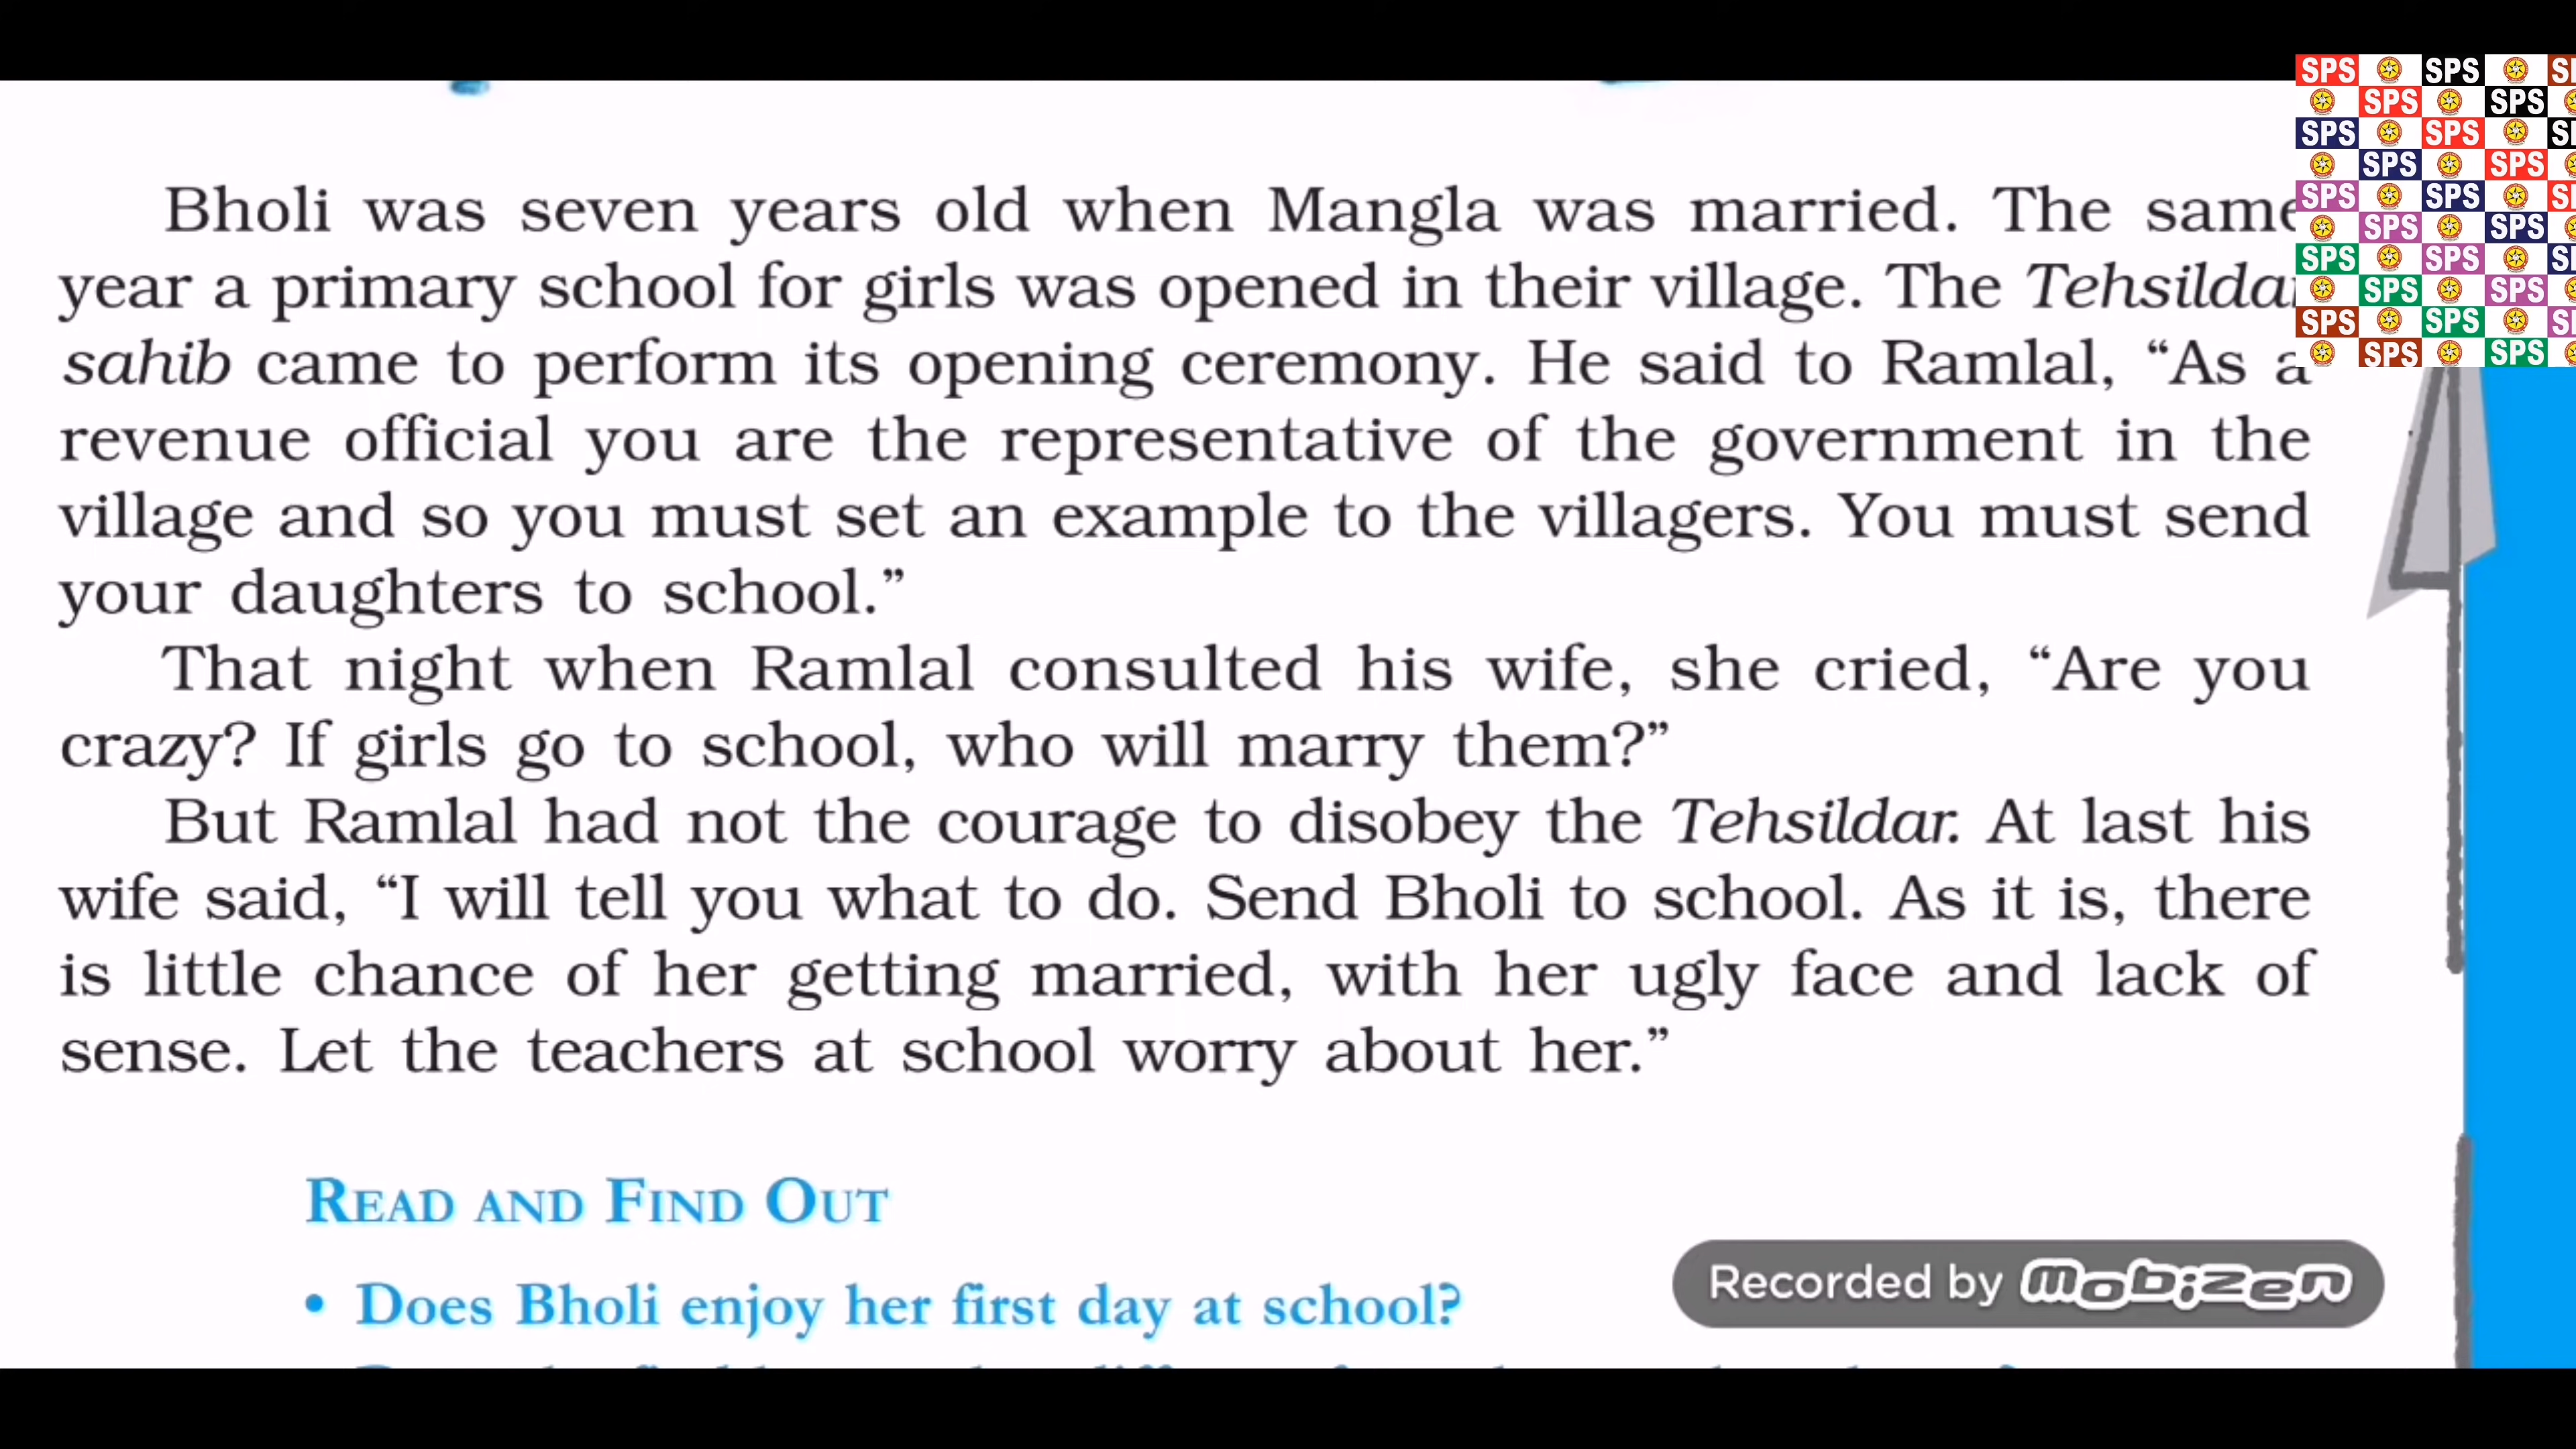 Bholi was seven years old when Mangla was married. The same
year a primary school for girls was opened in their village. The Tehsildar
sahib came to perform its opening ceremony. He said to Ramlal, “As a
revenue official you are the representative of the government in the
village and so you must set an example to the villagers. You must send
your daughters to school.”
That night when Ramlal consulted his wife, she cried, “Are you
crazy? If girls go to school, who will marry them?”
But Ramlal had not the courage to disobey the Tehsildar. At last his
wife said, “I will tell you what to do. Send Bholi to school. As it is, there
is little chance of her getting married, with her ugly face and lack of
sense. Let the teachers at school worry about her.”
READ AND FIND OUT
• Does Bholi enjoy her first day at school?
Recorded by mobizen
SPS SPS
SPS SPS
SPS SPS
SPS SPS
SPS SPS
SPS SPS
SPS SPS
SPS SPS
SPS SPS
SPS SPS